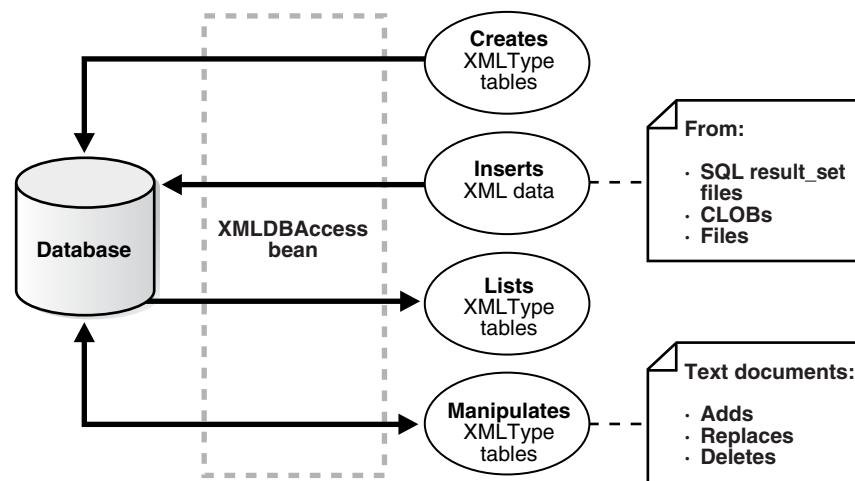 Creates
XMLType
tables
From:
· SQL result_set
files
· CLOBs
· Files
Inserts
XML data
Database
XMLDBAccess
bean
Lists
XMLType
tables
Text documents:
· Adds
· Replaces
· Deletes
Manipulates
XMLType
tables